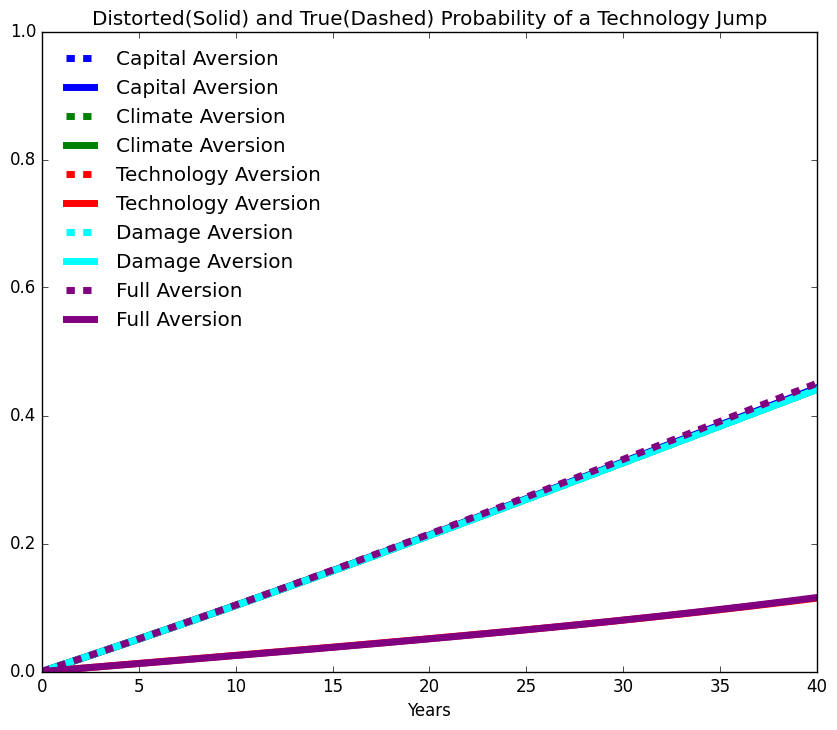 Distorted(Solid) and True(Dashed) Probability of a Technology Jump
1.0
0.8
0.6
0.4
0.2
0.0
Capital Aversion
Capital Aversion
Climate Aversion
Climate Aversion
Technology Aversion
Technology Aversion
Damage Aversion
Damage Aversion
Full Aversion
Full Aversion
0 5 10 15 20 25 30 35 40
Years